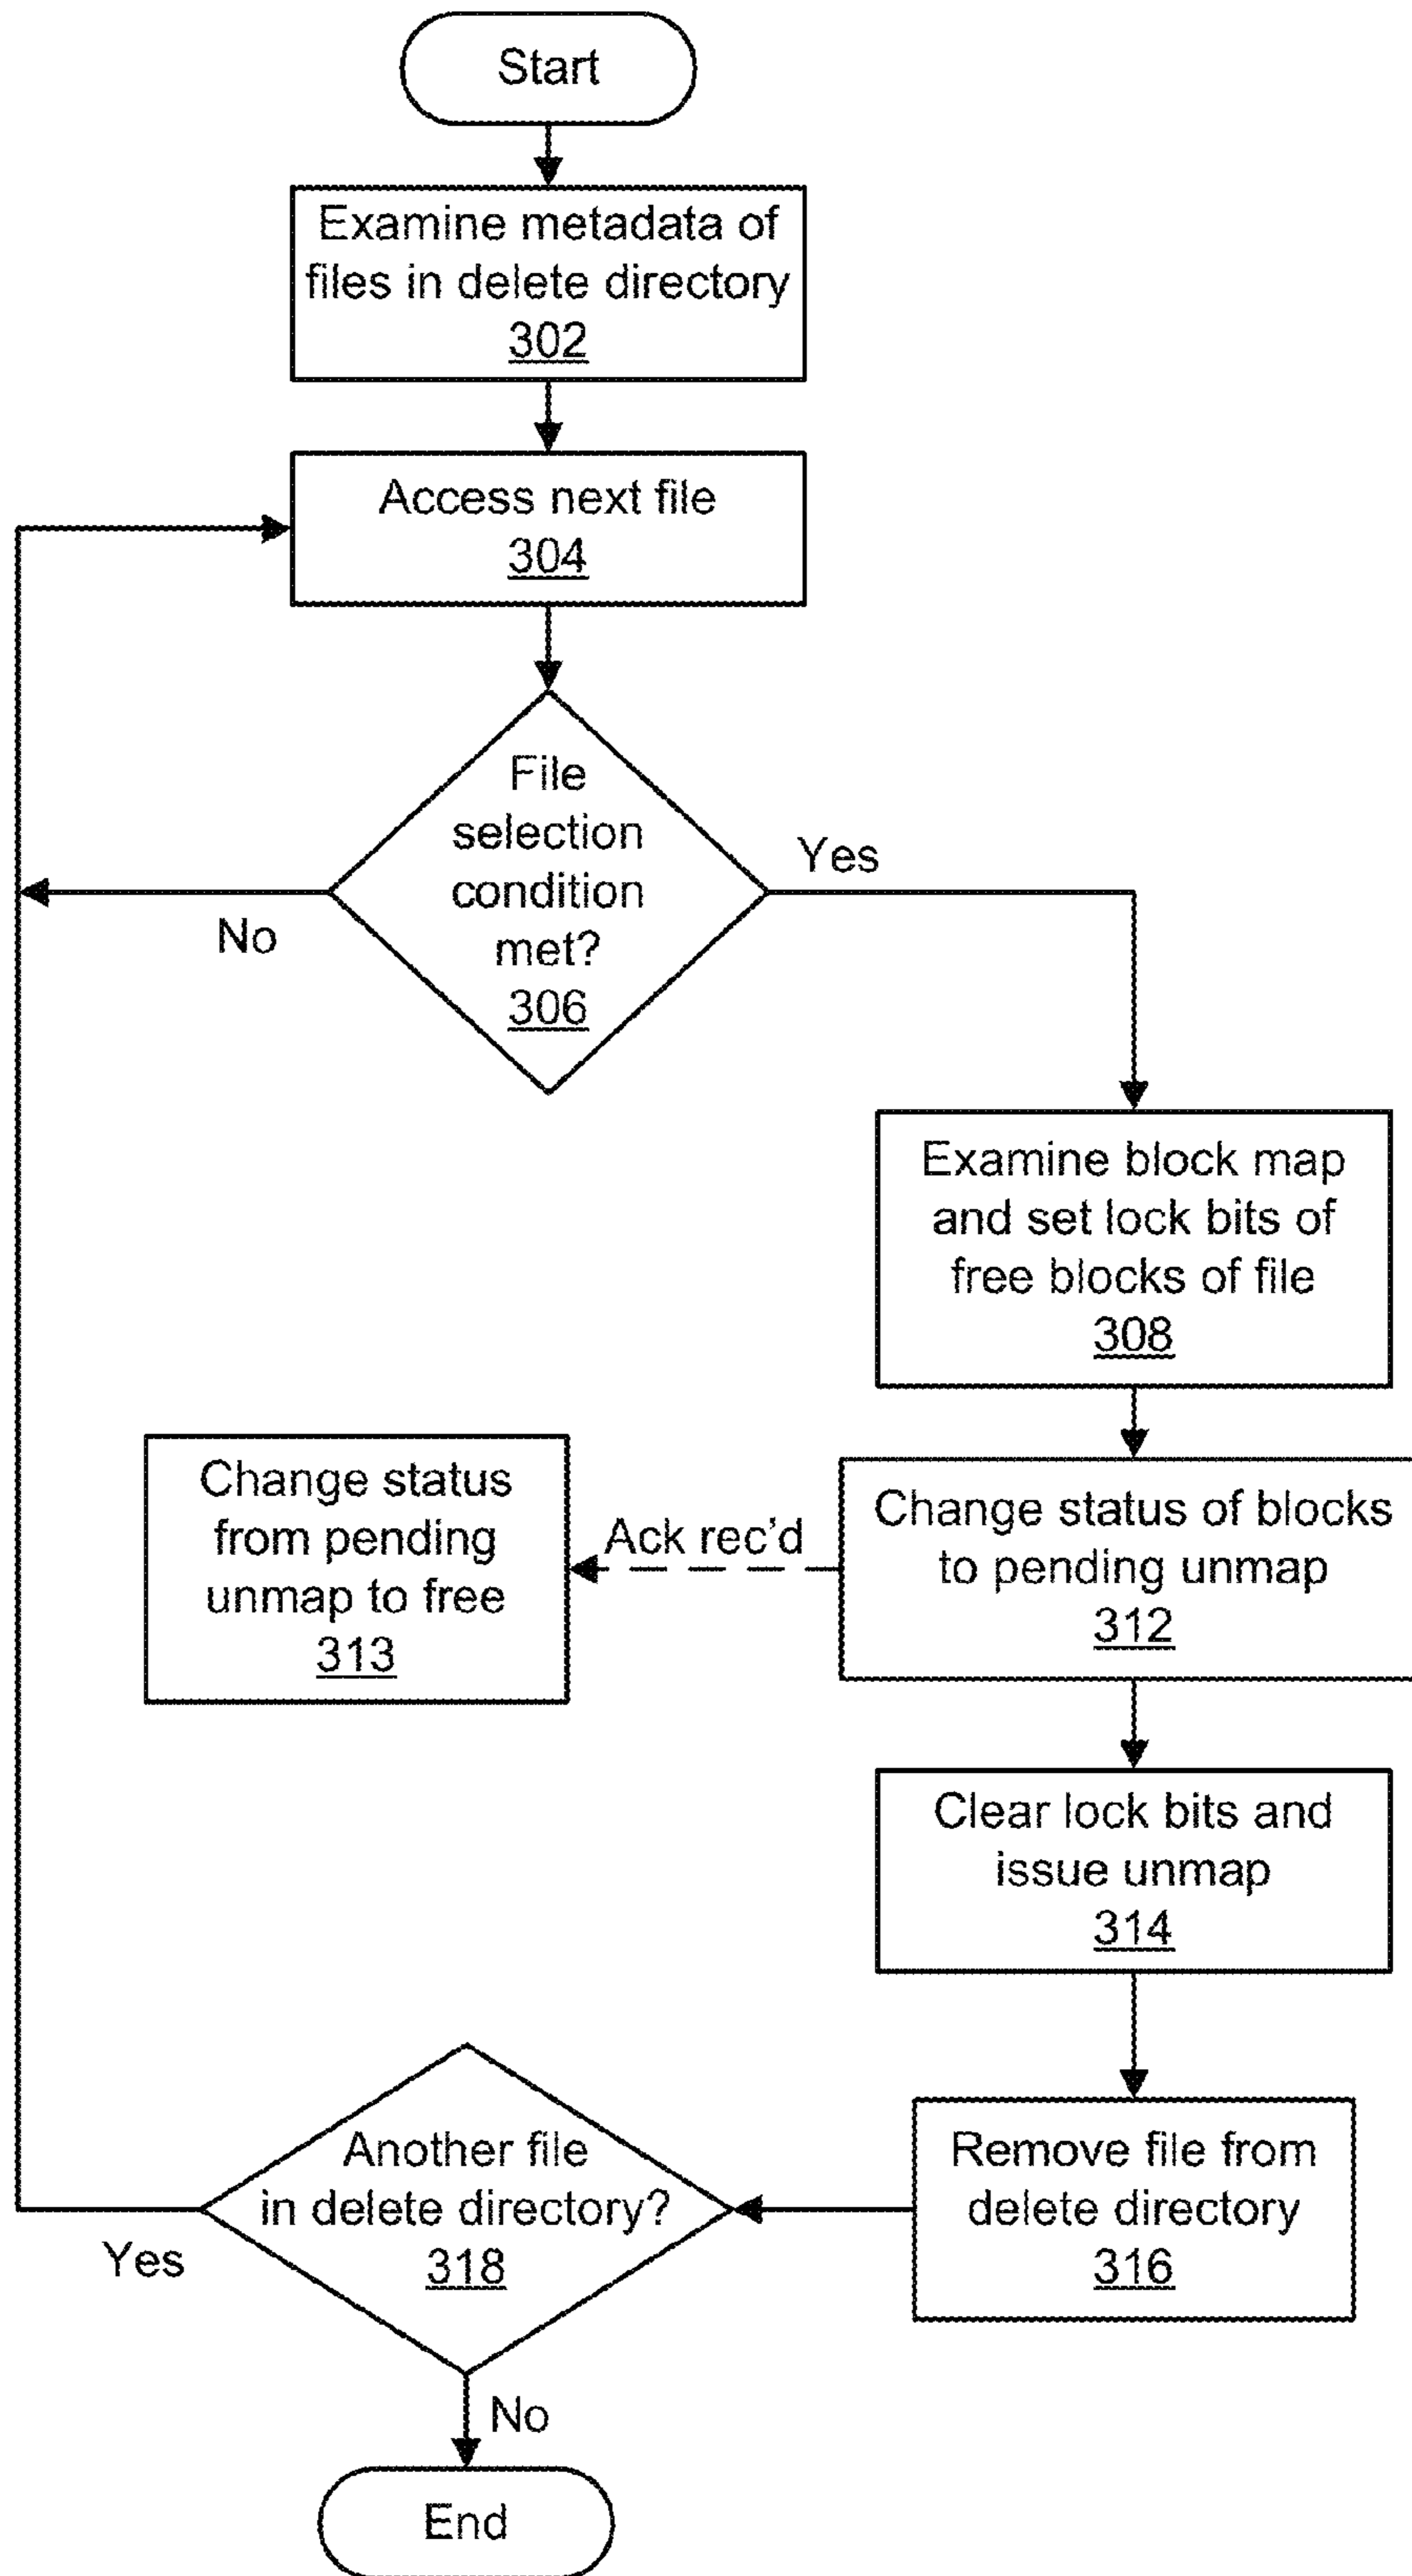 Start
Examine metadata of
files in delete directory
302
Access next file
304
File
selection
condition
met?
306
Yes
No
Examine block map
and set lock bits of
free blocks of file
308
Change status of blocks
to pending unmap
312
Ack rec'd
Change status
from pending
unmap to free
313
Clear lock bits and
issue unmap
314
Remove file from
delete directory
316
Another file
in delete directory?
318
Yes
No
End